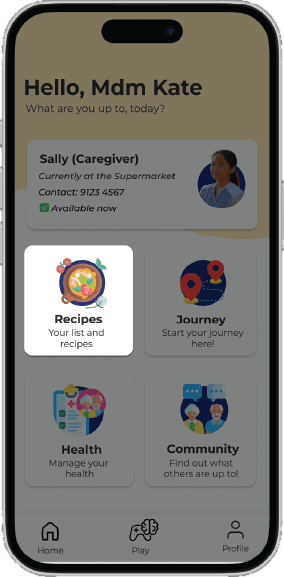 Hello, Mdm Kate
What are you up to, today?
Sally (Caregiver)
Currently at the Supermarket
Contact: 9123 4567
Available now
Recipes
Your list and
recipes
Journey
Start your journey
here!
Health
Manage your
health
Community
Find out what
others are up to!
Home
Play
Profile